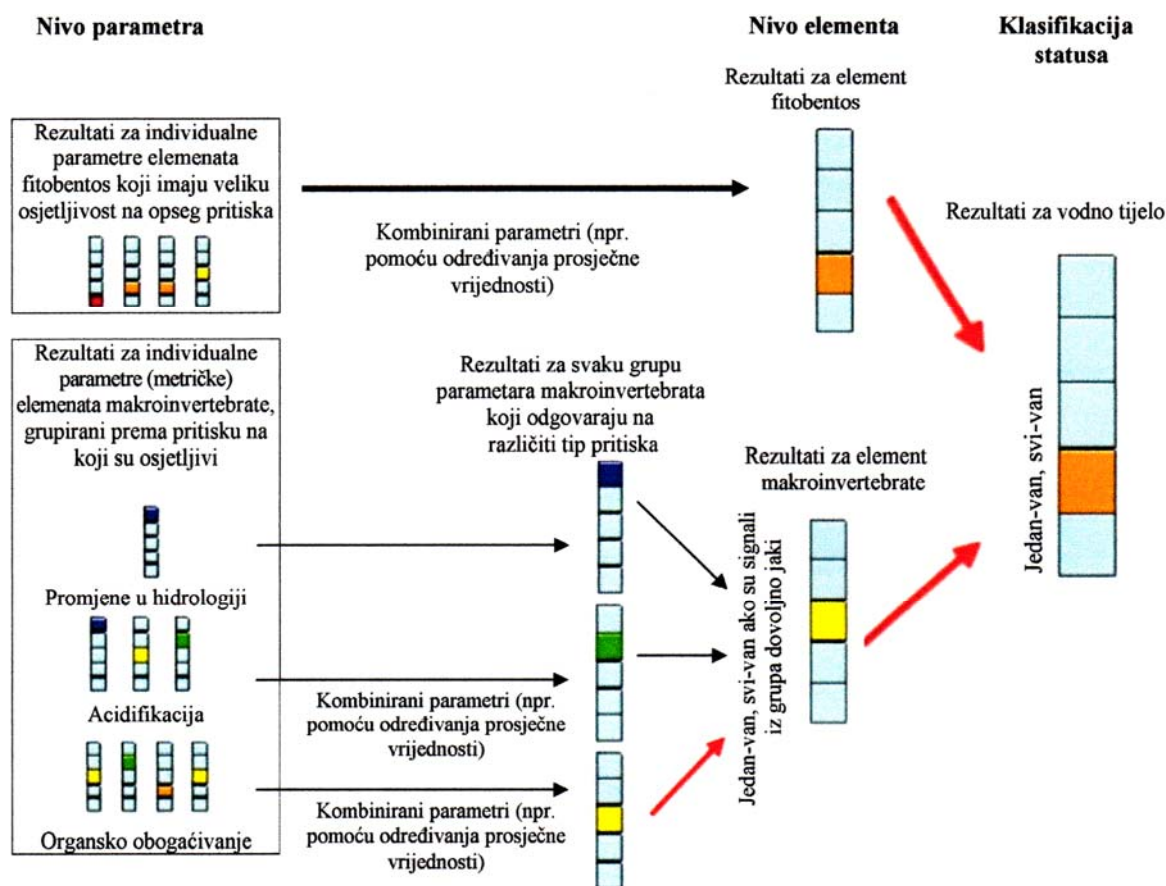 Nivo parametra
Nivo elementa
Klasifikacija
statusa
Rezultati za element
fitobentos
Rezultati za individualne
parametre elemenata
fitobentos koji imaju veliku
osjetljivost na opseg pritiska
Kombinirani parametri (npr.
pomoću određivanja prosječne
vrijednosti)
Rezultati za vodno tijelo
Jedan-van, svi-van
Rezultati za individualne
parametre (metričke)
elemenata makroinvertebrate,
grupirani prema pritisku na
koji su osjetljivi
Rezultati za svaku grupu
parametara makroinvertebrata
koji odgovaraju na
različiti tip pritiska
Rezultati za element
makroinvertebrate
Jedan-van, svi-van ako su signali
iz grupa dovoljno jaki
Promjene u hidrologiji
Acidifikacija
Kombinirani parametri (npr.
pomoću određivanja prosječne
vrijednosti)
Organsko obogaćivanje
Kombinirani parametri (npr.
pomoću određivanja prosječne
vrijednosti)